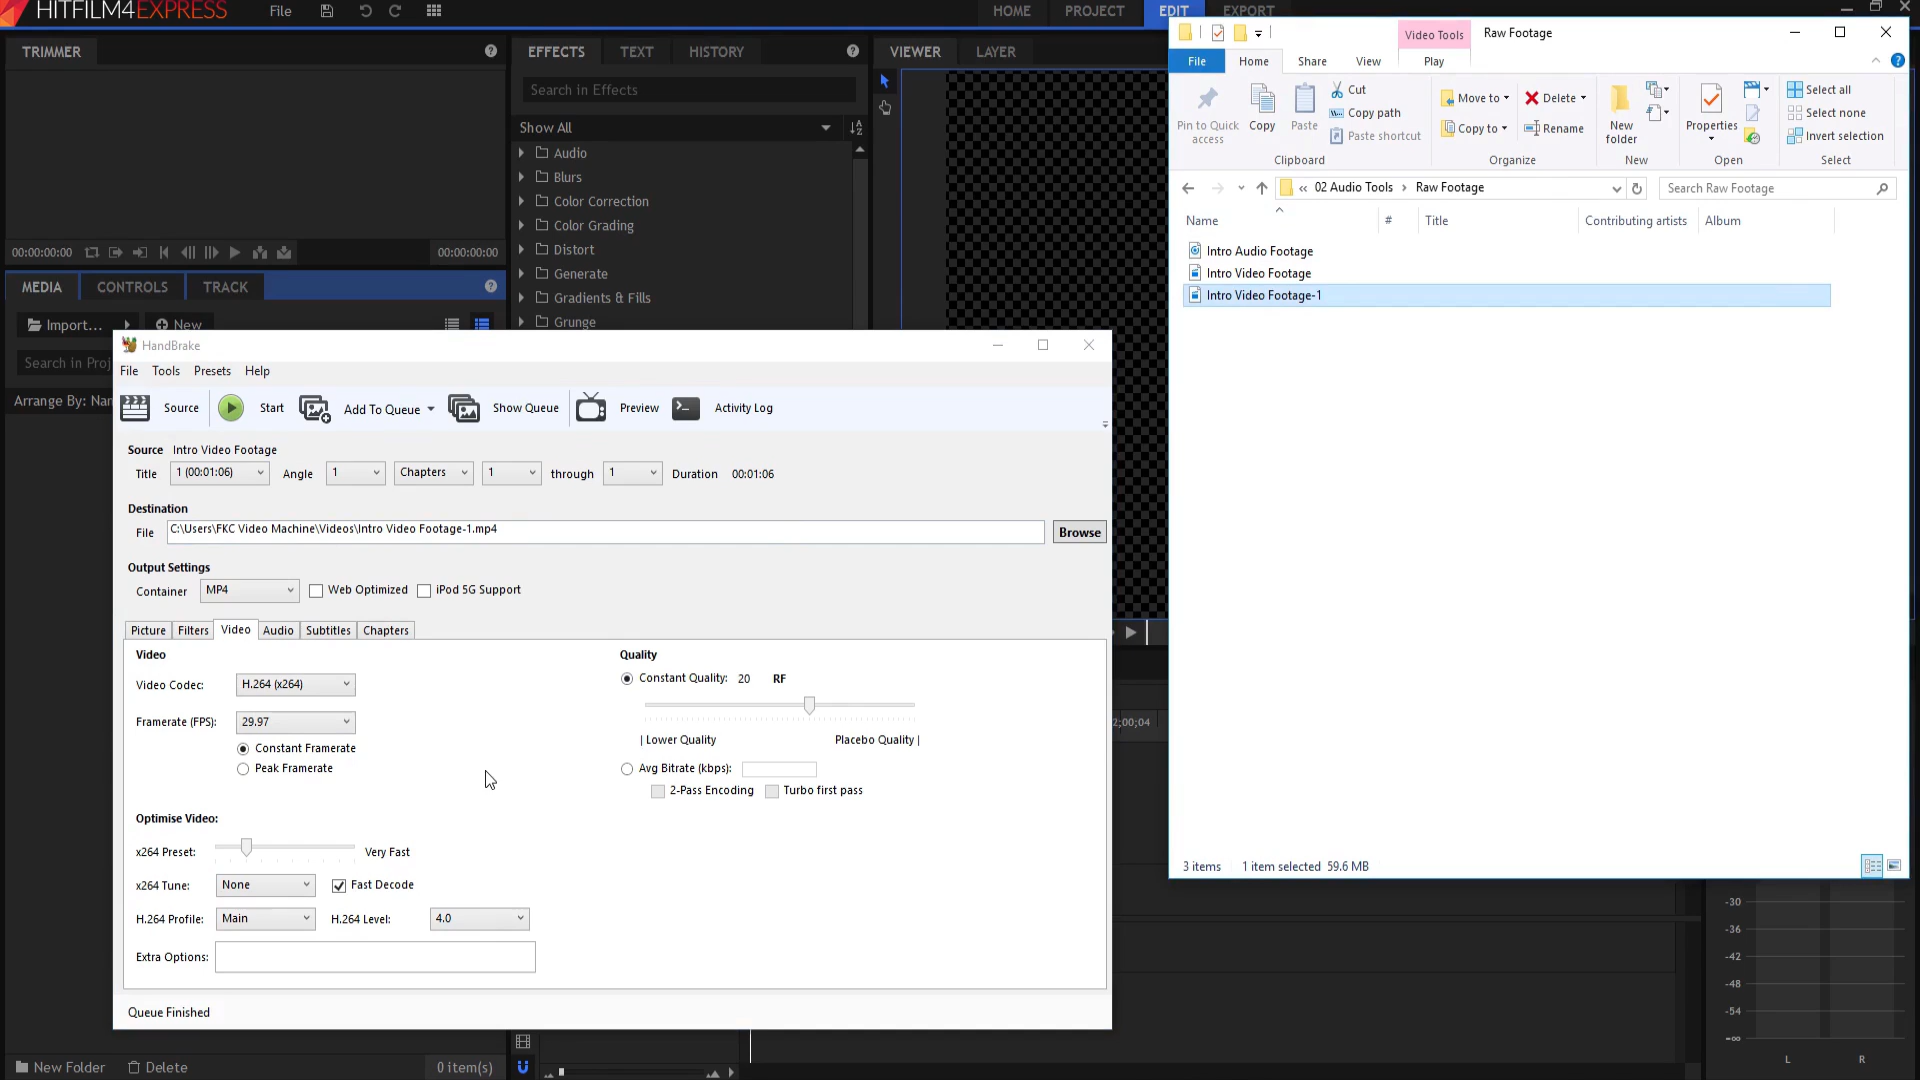 HITFILM4EXPRESS
File
HOME
PROJECT
EDIT
EXPORT
TRIMMER
00:00:00:00
00:00:00:00
EFFECTS
TEXT
HISTORY
Search in Effects
Show All
Audio
Blurs
Color Correction
Color Grading
Distort
Generate
Gradients & Fills
Grunge
VIEWER
LAYER
MEDIA
CONTROLS
TRACK
Import...
New
Search in Proj
Arrange By: Nan
New Folder
Delete
0 item(s)
HandBrake
File
Tools
Presets
Help
Source
Start
Add To Queue
Show Queue
Preview
Activity Log
Source Intro Video Footage
Title 1 (00:01:06) Angle 1 Chapters 1 through 1 Duration 00:01:06
Destination
File C:\Users\FKC Video Machine\Videos\Intro Video Footage-1.mp4 Browse
Output Settings
Container MP4 Web Optimized iPod 5G Support
Picture Filters Video Audio Subtitles Chapters
Video
Video Codec: H.264 (x264)
Framerate (FPS): 29.97
Constant Framerate
Peak Framerate
Optimise Video:
x264 Preset: Very Fast
x264 Tune: None Fast Decode
H.264 Profile: Main H.264 Level: 4.0
Extra Options:
Quality
Constant Quality: 20 RF
| Lower Quality Placebo Quality |
Avg Bitrate (kbps):
2-Pass Encoding Turbo first pass
Queue Finished
Video Tools
Raw Footage
File
Home
Share
View
Play
Pin to Quick access
Copy
Paste
Cut
Copy path
Paste shortcut
Clipboard
Move to
Copy to
Delete
Rename
Organize
New folder
New
Properties
Open
Select all
Select none
Invert selection
Select
« 02 Audio Tools › Raw Footage
Search Raw Footage
Name # Title Contributing artists Album
Intro Audio Footage
Intro Video Footage
Intro Video Footage-1
3 items 1 item selected 59.6 MB
2;00;04
-30
-36
-42
-48
-54
-∞
L
R